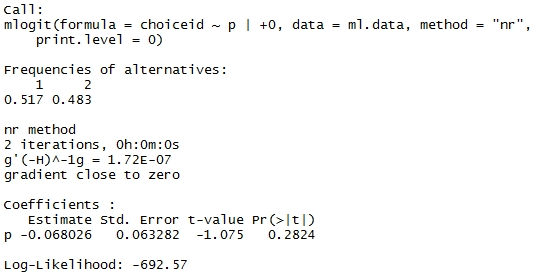 Call:
mlogit(formula = choiceid ~ p | +0, data = ml.data, method = "nr",
    print.level = 0)

Frequencies of alternatives:
    1     2
0.517 0.483

nr method
2 iterations, 0h:0m:0s
g'(-H)^-1g = 1.72E-07
gradient close to zero

Coefficients :
   Estimate Std. Error t-value Pr(>|t|)
p -0.068026   0.063282  -1.075   0.2824

Log-Likelihood: -692.57